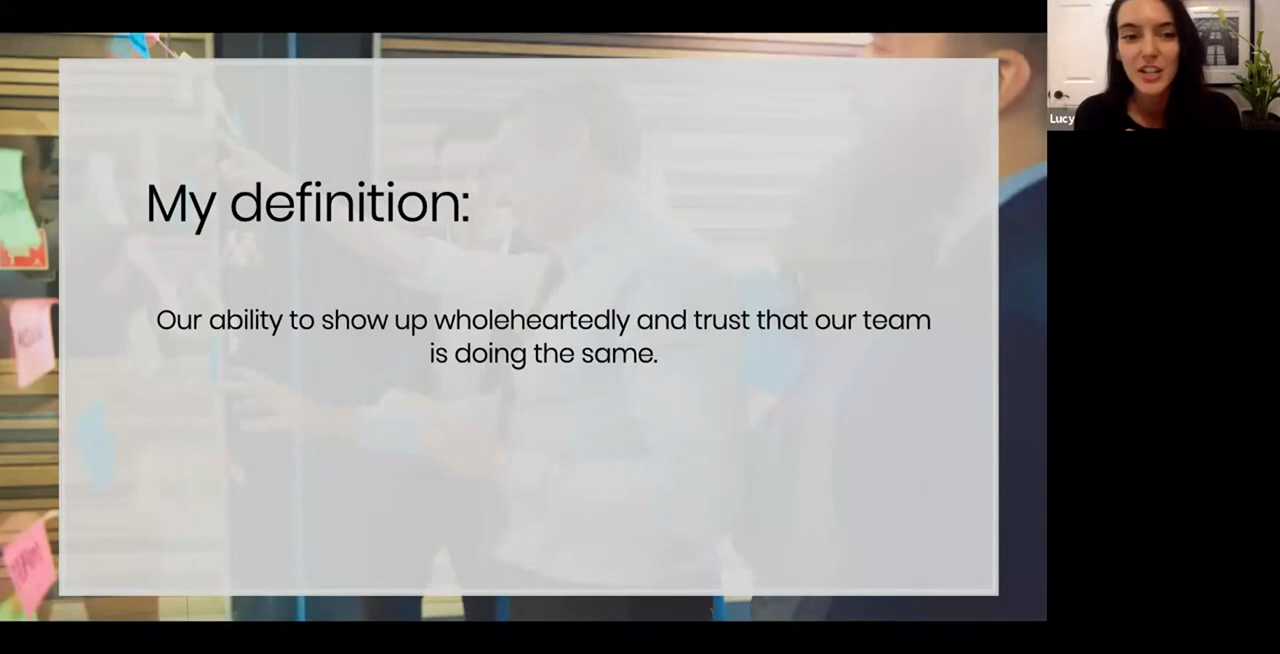 My definition:
Our ability to show up wholeheartedly and trust that our team
is doing the same.
Lucy